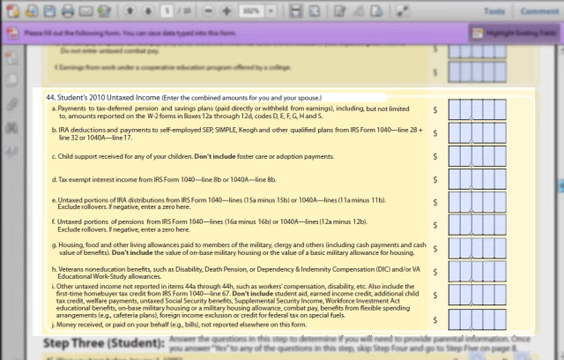 5 / 10
102%
Tools
Comment
Please fill out the following form. You can save data typed into this form.
Highlight Existing Fields
Do not enter untaxed combat pay.
f. Earnings from work under a cooperative education program offered by a college.
$
44. Student's 2010 Untaxed Income (Enter the combined amounts for you and your spouse.)
a. Payments to tax-deferred pension and savings plans (paid directly or withheld from earnings), including, but not limited
to, amounts reported on the W-2 forms in Boxes 12a through 12d, codes D, E, F, G, H and S.
$
b. IRA deductions and payments to self-employed SEP, SIMPLE, Keogh and other qualified plans from IRS Form 1040—line 28 +
line 32 or 1040A—line 17.
$
c. Child support received for any of your children. Don't include foster care or adoption payments.
$
d. Tax exempt interest income from IRS Form 1040—line 8b or 1040A—line 8b.
$
e. Untaxed portions of IRA distributions from IRS Form 1040—lines (15a minus 15b) or 1040A—lines (11a minus 11b).
Exclude rollovers. If negative, enter a zero here.
$
f. Untaxed portions of pensions from IRS Form 1040—lines (16a minus 16b) or 1040A—lines (12a minus 12b).
Exclude rollovers. If negative, enter a zero here.
$
g. Housing, food and other living allowances paid to members of the military, clergy and others (including cash payments and cash
value of benefits). Don't include the value of on-base military housing or the value of a basic military allowance for housing.
$
h. Veterans noneducation benefits, such as Disability, Death Pension, or Dependency & Indemnity Compensation (DIC) and/or VA
Educational Work-Study allowances.
$
i. Other untaxed income not reported in items 44a through 44h, such as workers' compensation, disability, etc. Also include the
first-time homebuyer tax credit from IRS Form 1040—line 67. Don't include student aid, earned income credit, additional child
tax credit, welfare payments, untaxed Social Security benefits, Supplemental Security Income, Workforce Investment Act
educational benefits, on-base military housing or a military housing allowance, combat pay, benefits from flexible spending
arrangements (e.g., cafeteria plans), foreign income exclusion or credit for federal tax on special fuels.
$
j. Money received, or paid on your behalf (e.g., bills), not reported elsewhere on this form.
$
Step Three (Student): Answer the questions in this step to determine if you will need to provide parental information. Once
you answer "Yes" to any of the questions in this step, skip Step Four and go to Step Five on page 8.